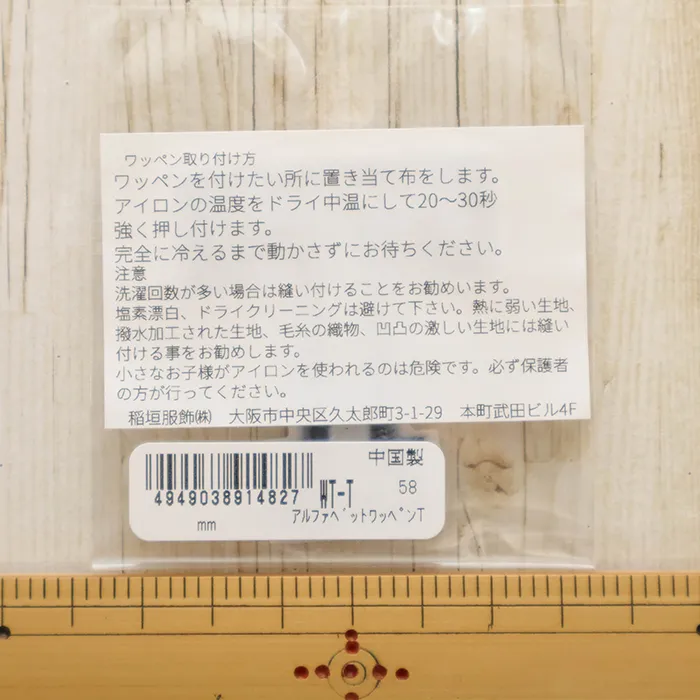 ワッペン取り付け方
ワッペンを付けたい所に置き当て布をします。
アイロンの温度をドライ中温にして20～30秒
強く押し付けます。
完全に冷えるまで動かさずにお待ちください。
注意
洗濯回数が多い場合は縫い付けることをお勧めいます。
塩素漂白、ドライクリーニングは避けて下さい。熱に弱い生地、
撥水加工された生地、毛糸の織物、凹凸の激しい生地には縫い
付ける事をお勧めします。
小さなお子様がアイロンを使われるのは危険です。必ず保護者
の方が行ってください。
稲垣服飾㈱ 大阪市中央区久太郎町3-1-29 本町武田ビル4F
中国製
4949038914827 WT-T 58
mm アルファベットワッペンT